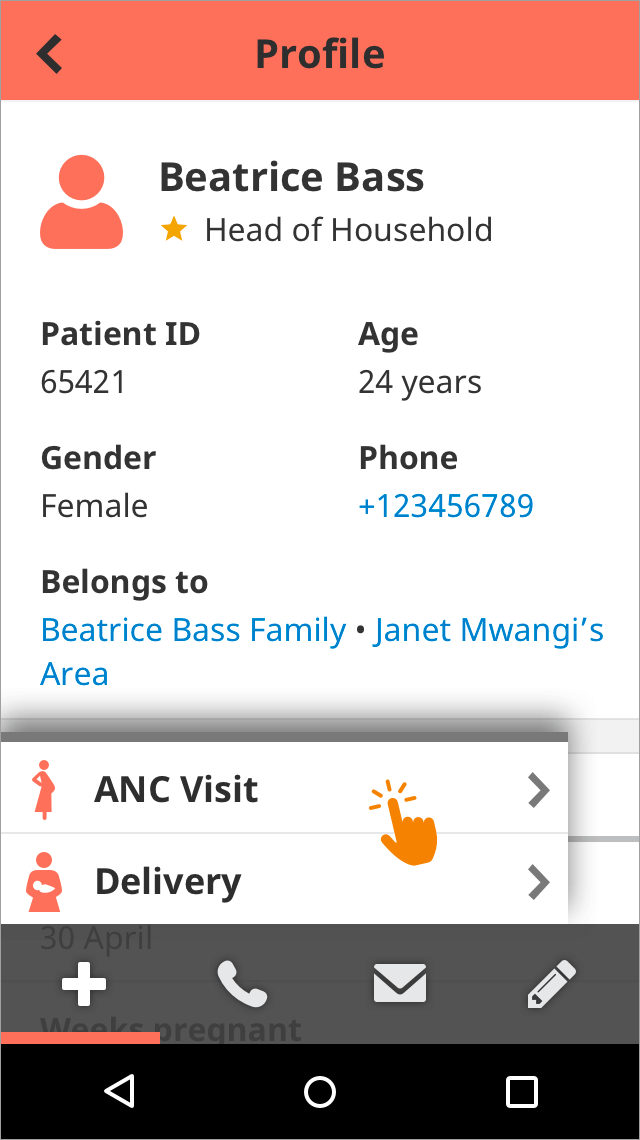 Profile
Beatrice Bass
Head of Household
Patient ID
Age
65421
24 years
Gender
Phone
Female
+123456789
Belongs to
Beatrice Bass Family • Janet Mwangi’s
Area
ANC Visit
Delivery
30 April
Weeks pregnant